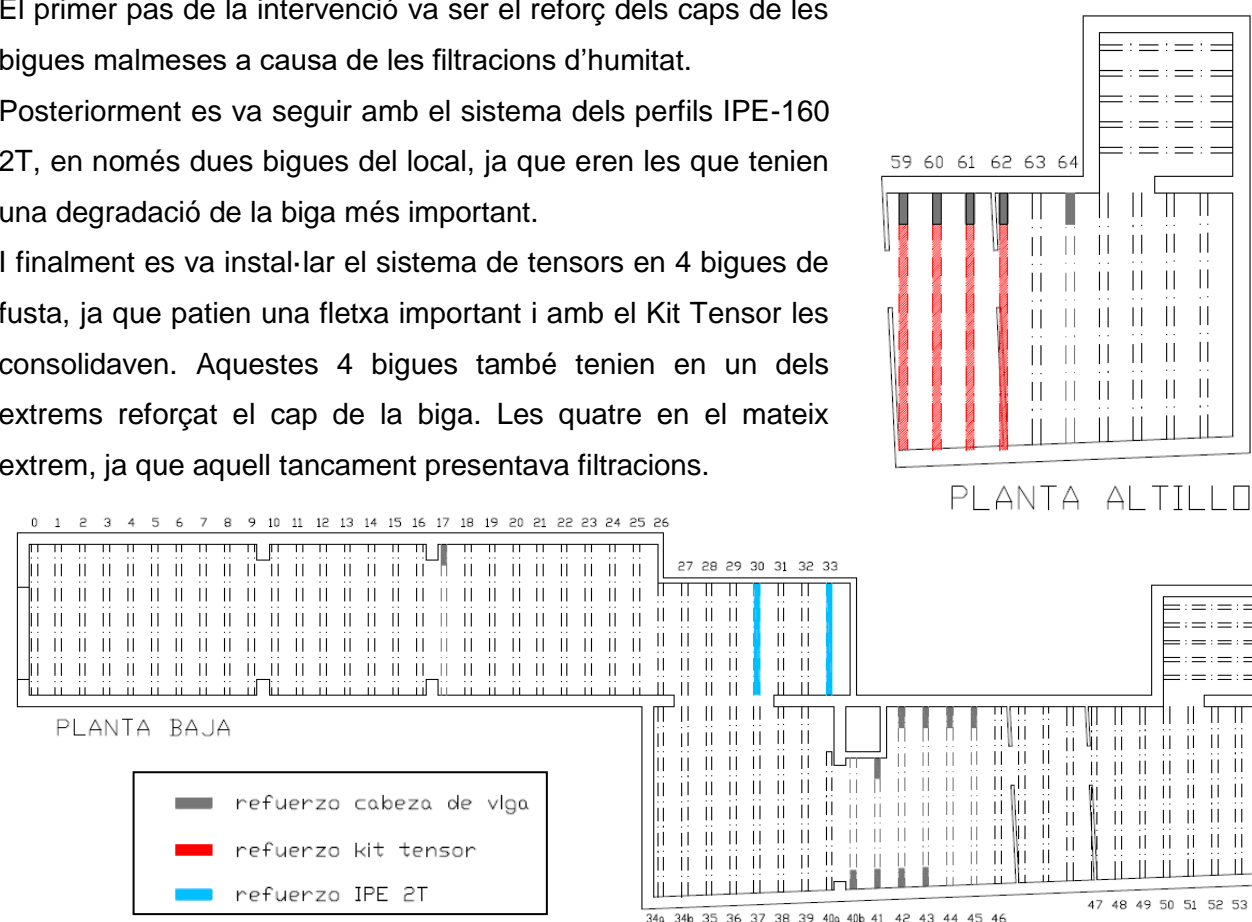 El primer pas de la intervenció va ser el reforç dels caps de les
bigues malmeses a causa de les filtracions d'humitat.
Posteriorment es va seguir amb el sistema dels perfils IPE-160
2T, en només dues bigues del local, ja que eren les que tenien
una degradació de la biga més important.
I finalment es va instal·lar el sistema de tensors en 4 bigues de
fusta, ja que patien una fletxa important i amb el Kit Tensor les
consolidaven. Aquestes 4 bigues també tenien en un dels
extrems reforçat el cap de la biga. Les quatre en el mateix
extrem, ja que aquell tancament presentava filtracions.
59 60 61 62 63 64
PLANTA ALTILLO
0 1 2 3 4 5 6 7 8 9 10 11 12 13 14 15 16 17 18 19 20 21 22 23 24 25 26
27 28 29 30 31 32 33
PLANTA BAJA
refuerzo cabeza de viga
refuerzo kit tensor
refuerzo IPE 2T
34a 34b 35 36 37 38 39 40a 40b 41 42 43 44 45 46 47 48 49 50 51 52 53